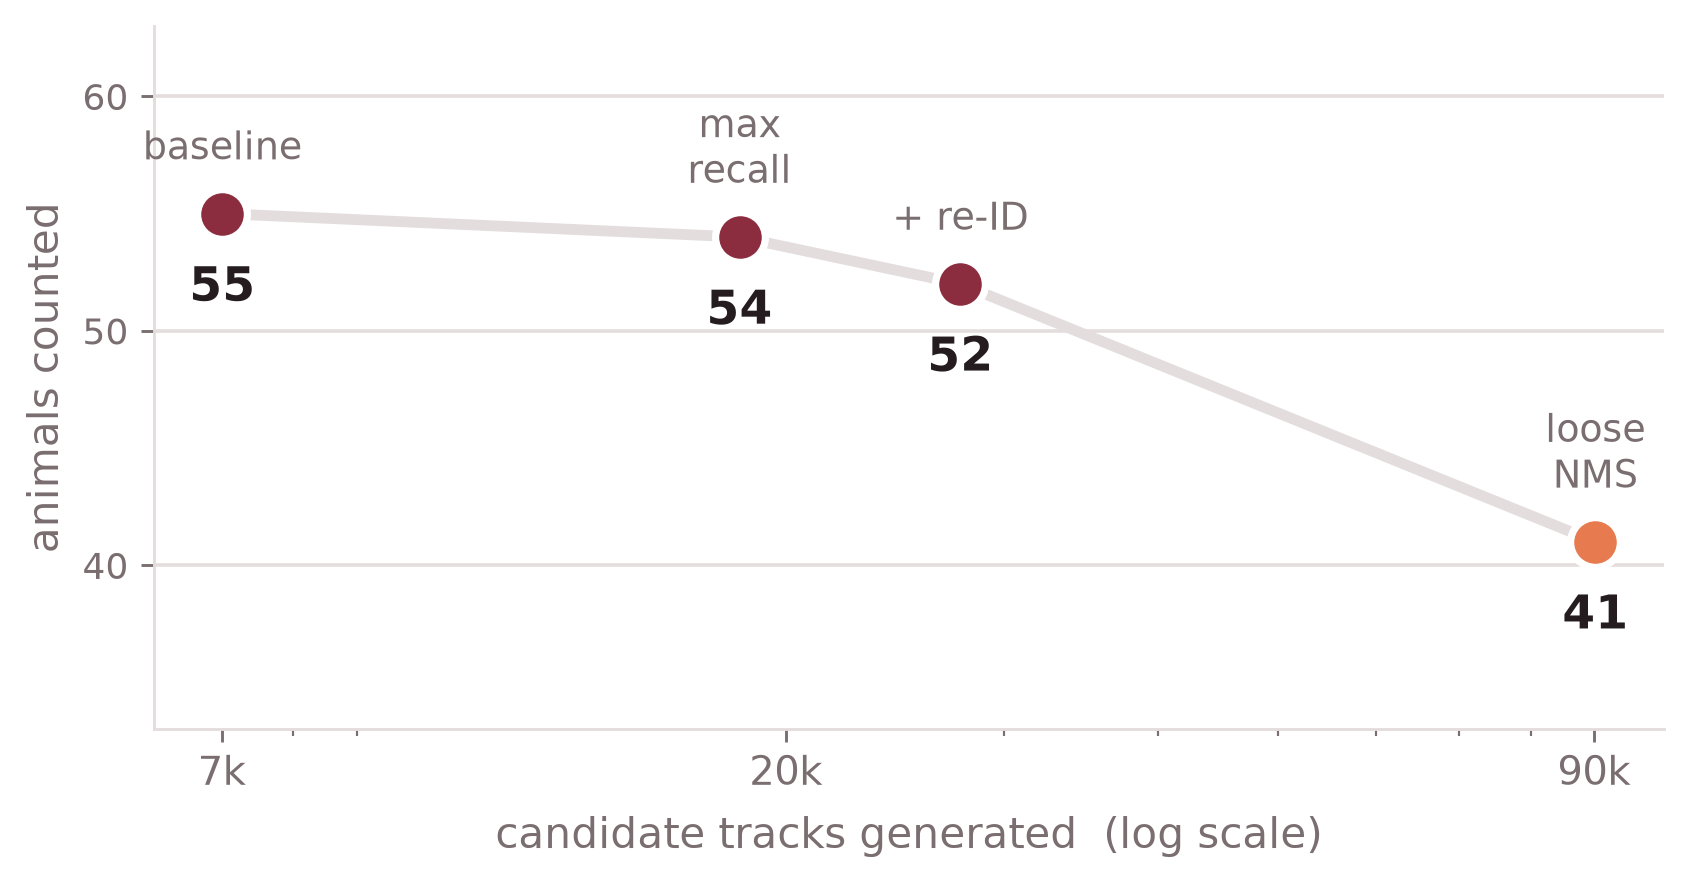 60
baseline
max
recall
+ re-ID
55
54
50
52
loose
NMS
40
41
animals counted
7k
20k
90k
candidate tracks generated (log scale)